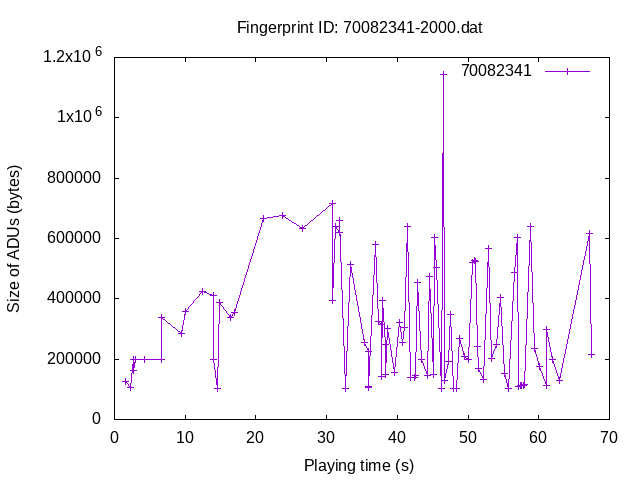 Fingerprint ID: 70082341-2000.dat
70082341
Size of ADUs (bytes)
1.2x10^6
1x10^6
800000
600000
400000
200000
0
0 10 20 30 40 50 60 70
Playing time (s)